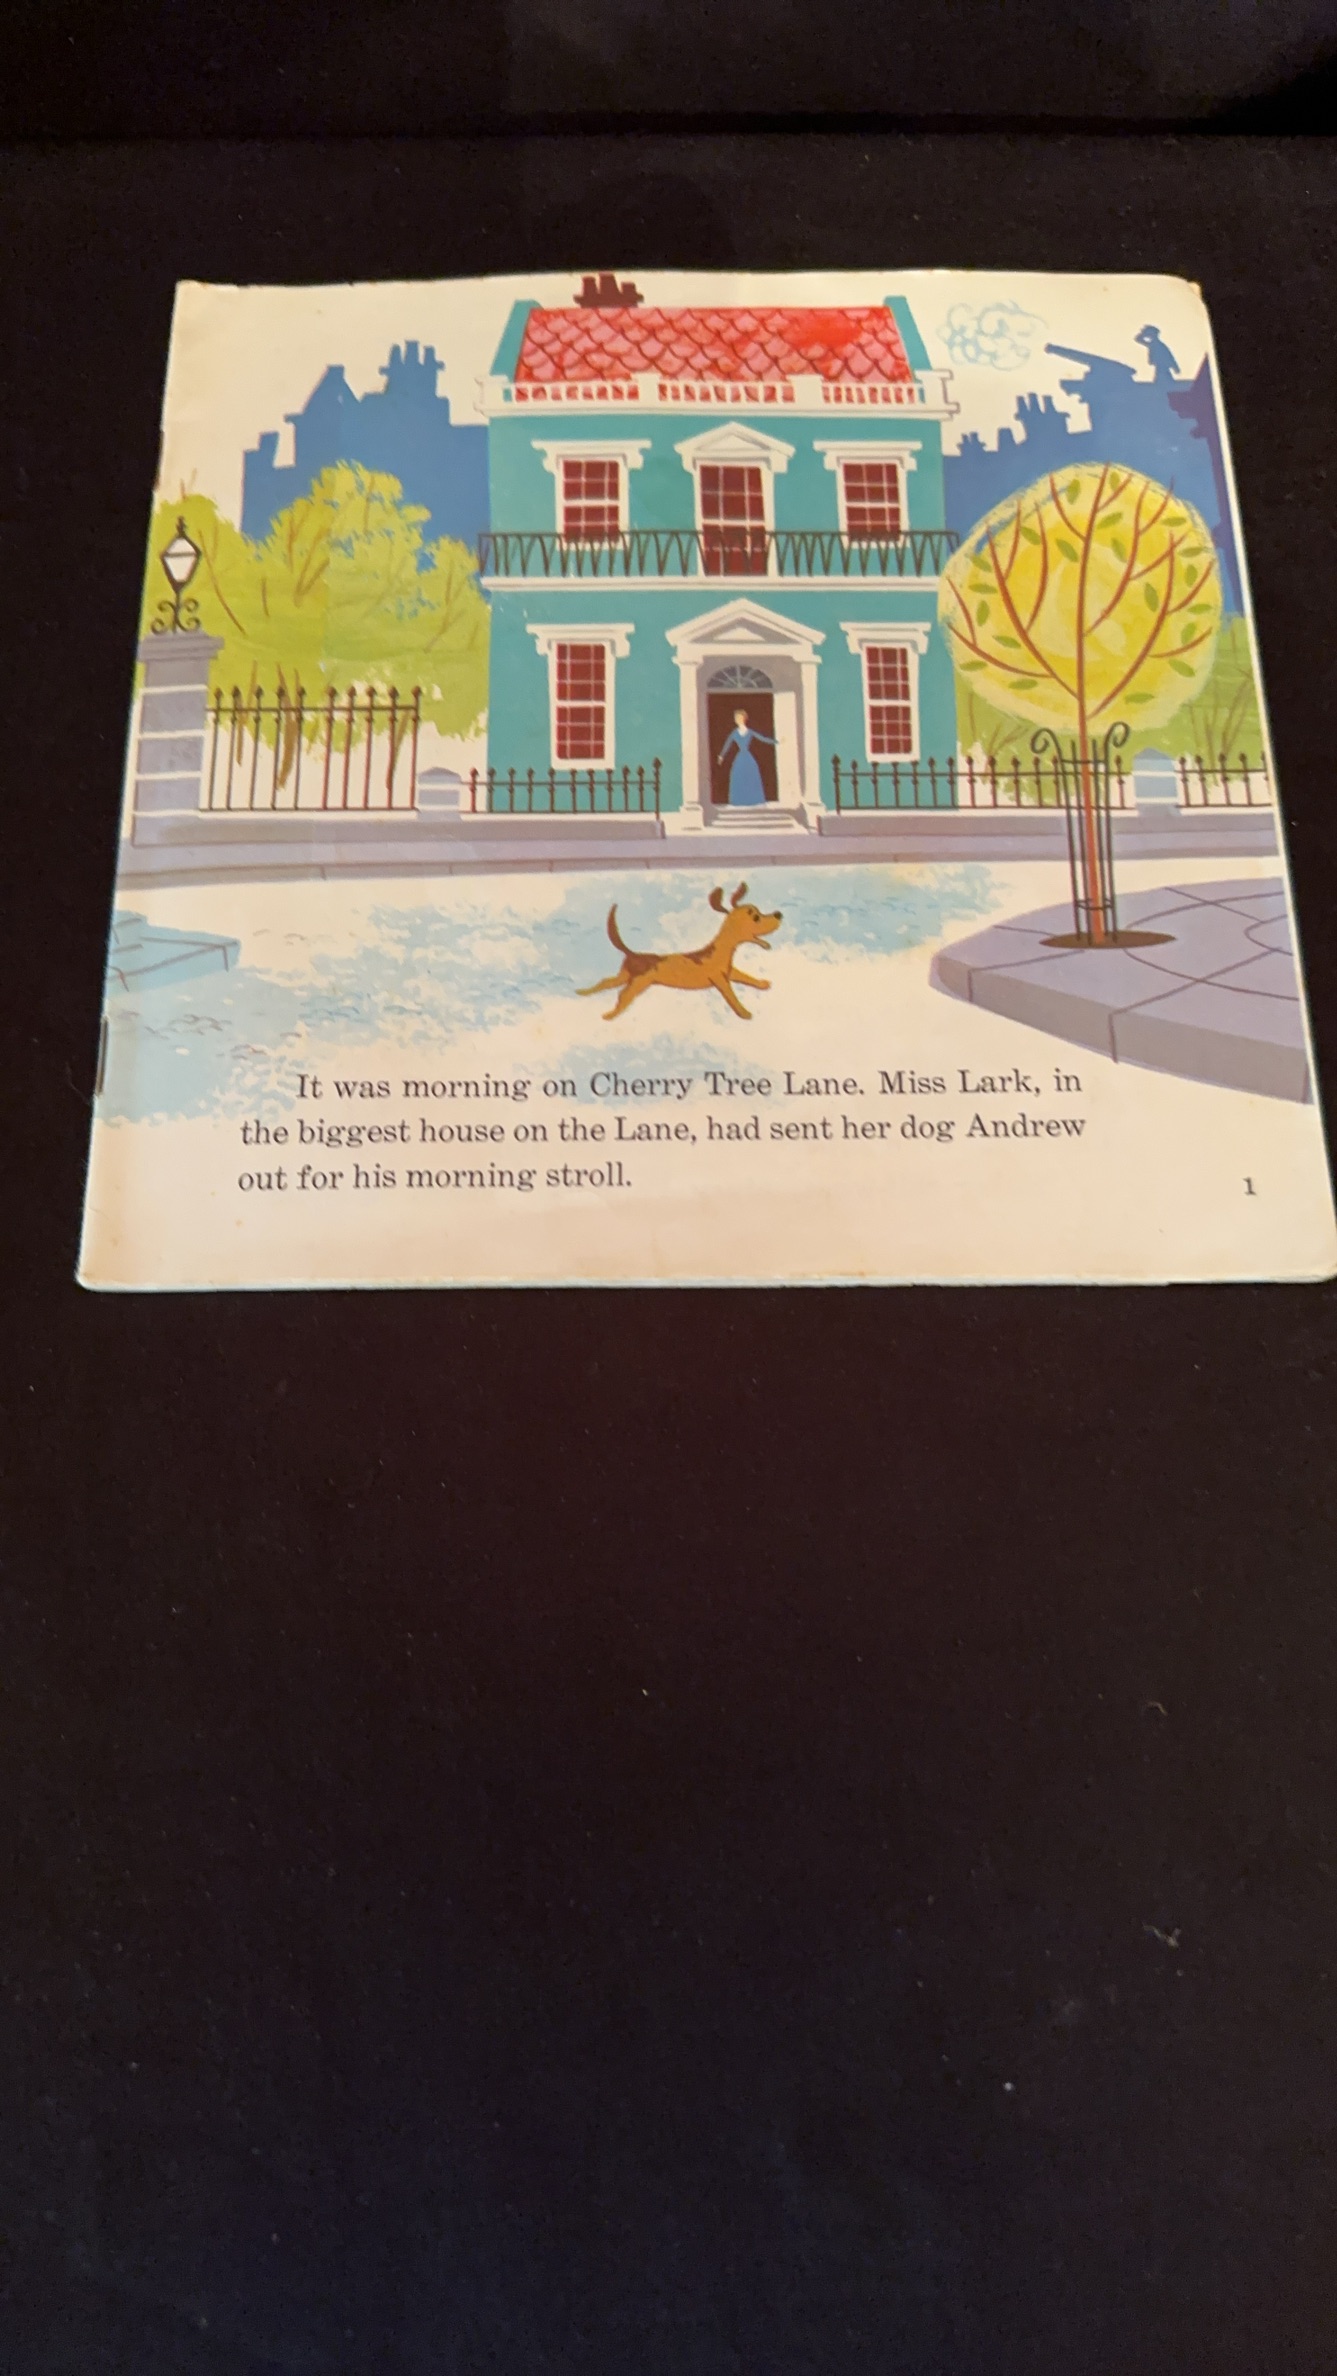 It was morning on Cherry Tree Lane. Miss Lark, in
the biggest house on the Lane, had sent her dog Andrew
out for his morning stroll.
1